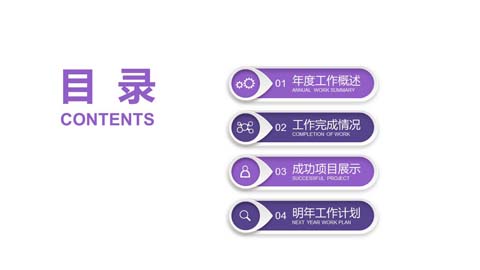 目 录
CONTENTS
01 年度工作概述
ANNUAL WORK SUMMARY
02 工作完成情况
COMPLETION OF WORK
03 成功项目展示
SUCCESSFUL PROJECT
04 明年工作计划
NEXT YEAR WORK PLAN